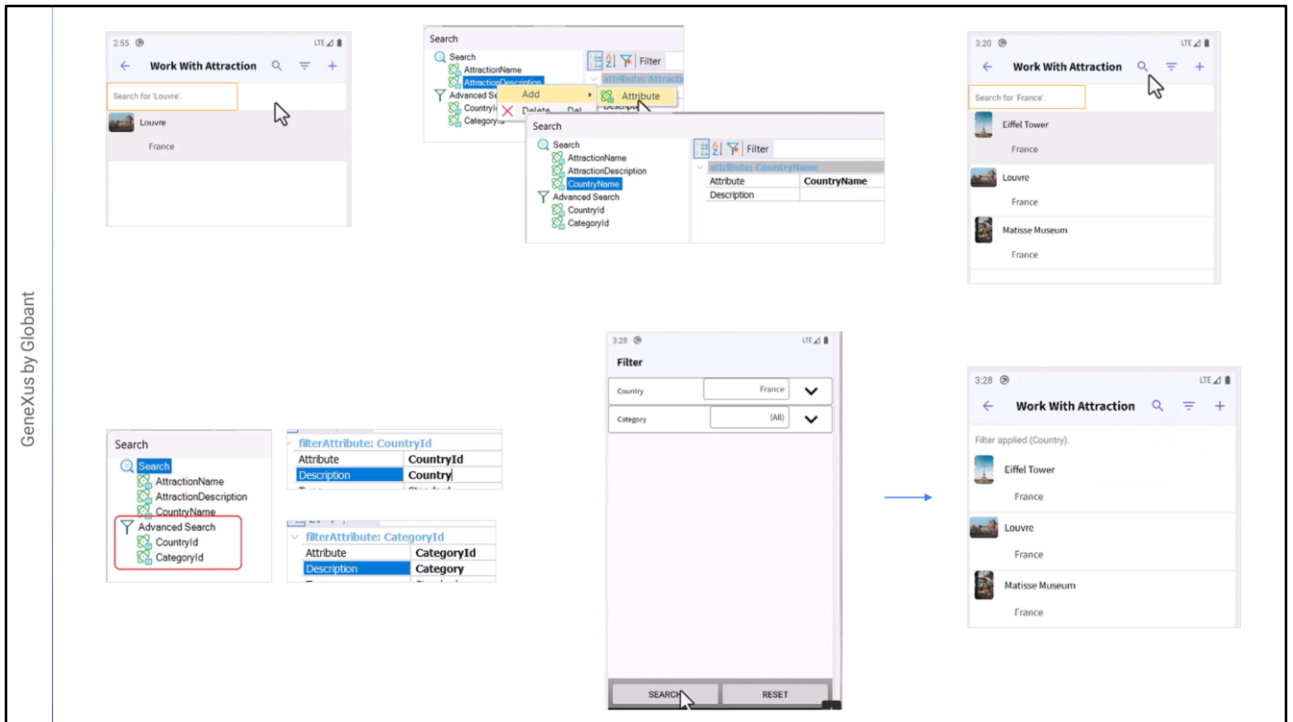 GeneXus by Globant
2:55
LTE
Work With Attraction
Search for 'Louvre'.
Louvre
France
Search
Search
AttractionName
AttractionDescription
Advanced Se
CountryI
CategoryId
Filter
attribute: Attracti
Add
Attribute
Delete
Del
Search
Search
AttractionName
AttractionDescription
CountryName
Advanced Search
CountryId
CategoryId
Filter
attribute: CountryName
Attribute CountryName
Description
3:20
LTE
Work With Attraction
Search for 'France'.
Eiffel Tower
France
Louvre
France
Matisse Museum
France
Search
Search
AttractionName
AttractionDescription
CountryName
Advanced Search
CountryId
CategoryId
filterAttribute: CountryId
Attribute CountryId
Description Country
filterAttribute: CategoryId
Attribute CategoryId
Description Category
3:28
LTE
Filter
Country France
Category (All)
SEARCH RESET
3:28
LTE
Work With Attraction
Filter applied (Country).
Eiffel Tower
France
Louvre
France
Matisse Museum
France